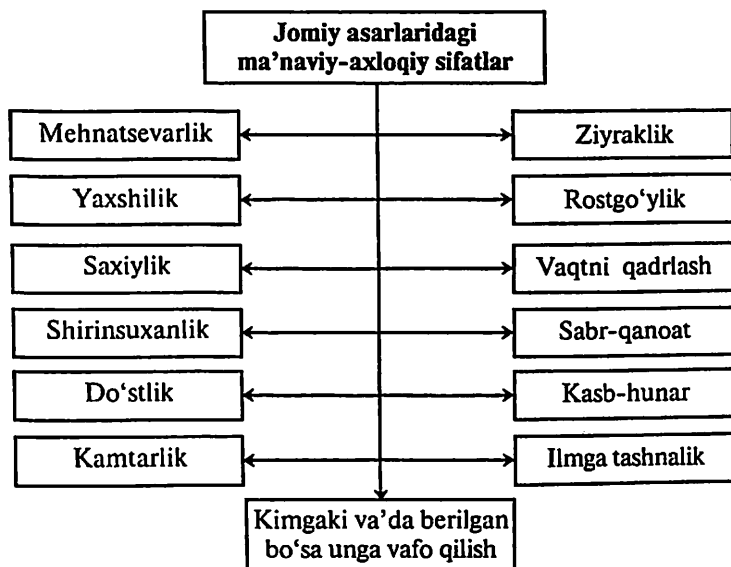 Jomiy asarlaridagi
ma’naviy-axloqiy sifatlar
Mehnatsevarlik
Ziyraklik
Yaxshilik
Rostgo‘ylik
Saxiylik
Vaqtni qadrlash
Shirinsuxanlik
Sabr-qanoat
Do‘stlik
Kasb-hunar
Kamtarlik
Ilmga tashnalik
Kimgaki va’da berilgan
bo‘sa unga vafo qilish